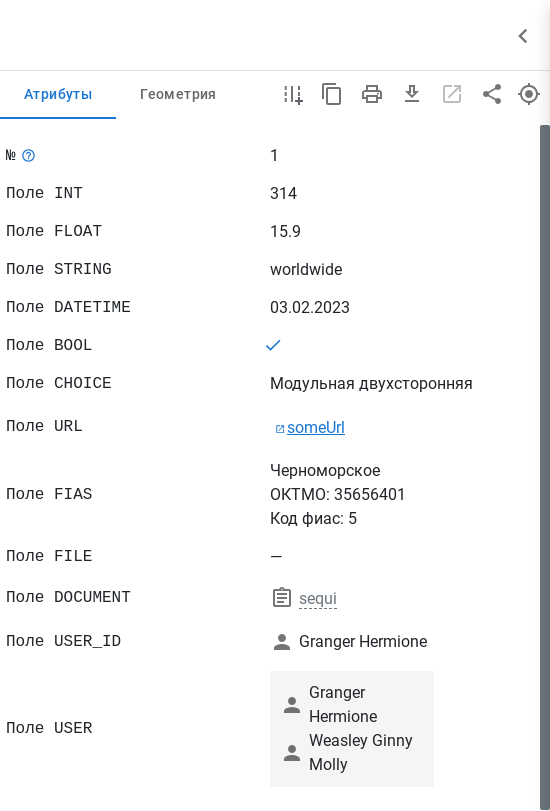 Атрибуты Геометрия
№ 1
Поле INT 314
Поле FLOAT 15.9
Поле STRING worldwide
Поле DATETIME 03.02.2023
Поле BOOL
Поле CHOICE Модульная двухсторонняя
Поле URL someUrl
Поле FIAS
Черноморское
ОКТМО: 35656401
Код фиас: 5
Поле FILE —
Поле DOCUMENT sequi
Поле USER_ID Granger Hermione
Поле USER
Granger
Hermione
Weasley Ginny
Molly